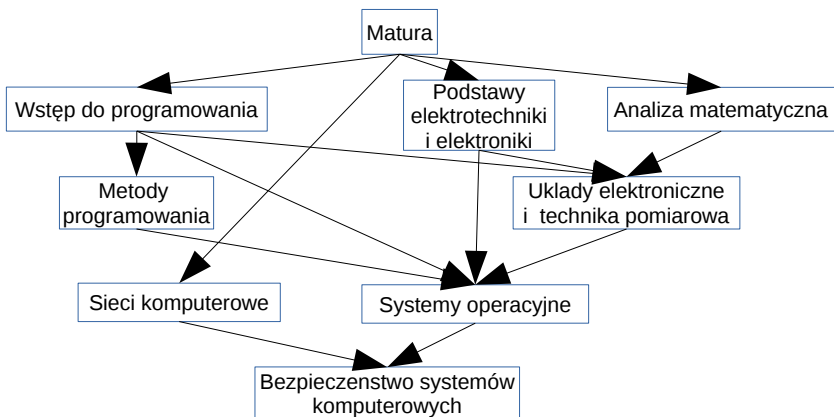 Matura
Wstęp do programowania
Podstawy
elektrotechniki
i elektroniki
Analiza matematyczna
Metody
programowania
Uklady elektroniczne
i technika pomiarowa
Sieci komputerowe
Systemy operacyjne
Bezpieczenstwo systemów
komputerowych